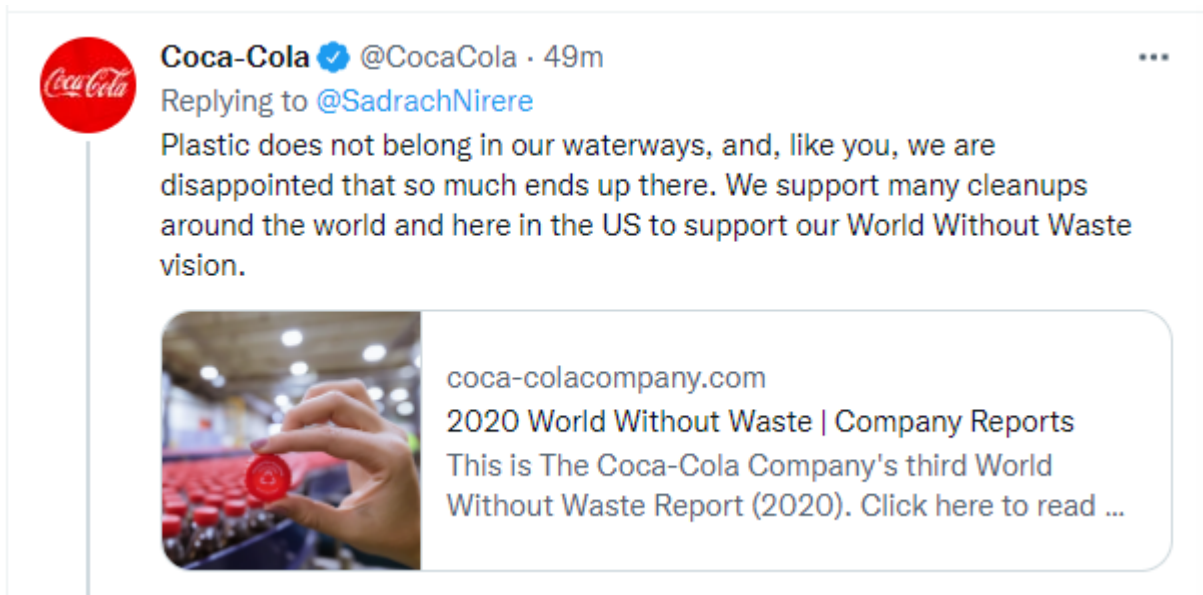 Coca-Cola @CocaCola · 49m
Replying to @SadrachNirere
Plastic does not belong in our waterways, and, like you, we are
disappointed that so much ends up there. We support many cleanups
around the world and here in the US to support our World Without Waste
vision.
Coca-Cola
coca-colacompany.com
2020 World Without Waste | Company Reports
This is The Coca-Cola Company's third World
Without Waste Report (2020). Click here to read ...